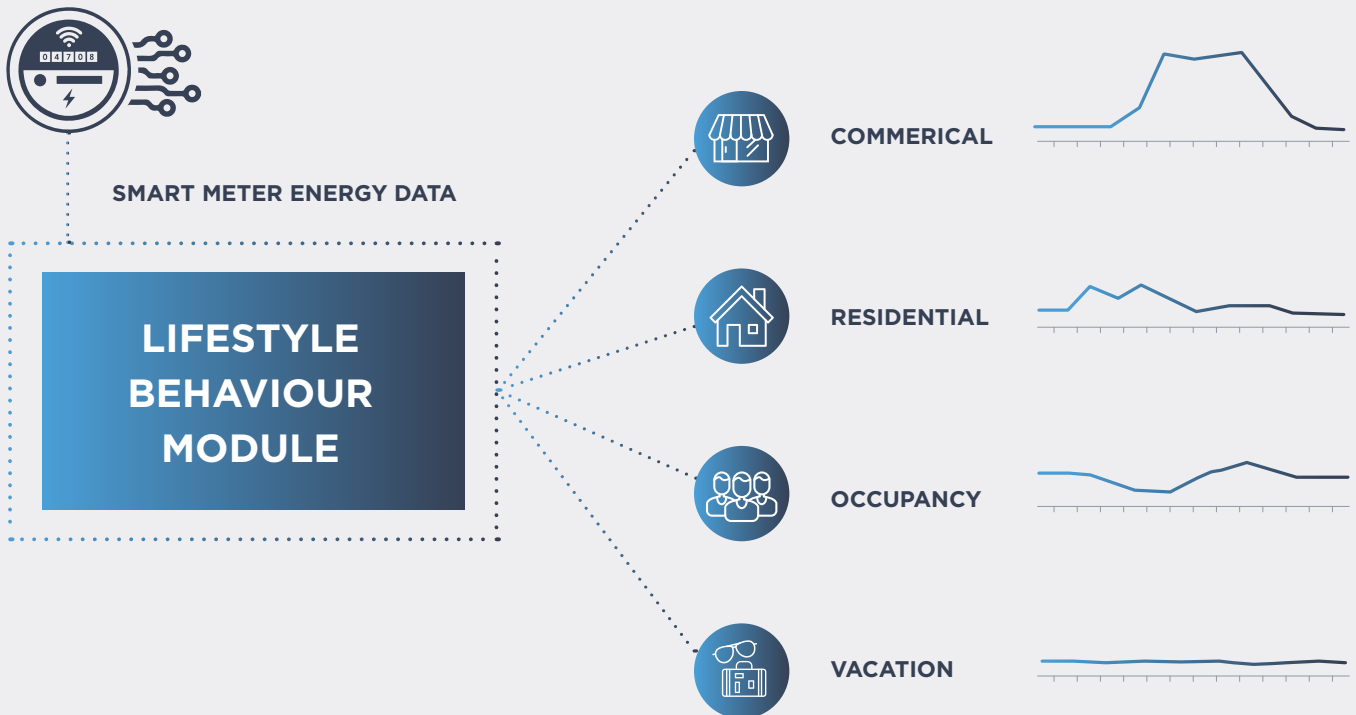 04708
SMART METER ENERGY DATA
LIFESTYLE
BEHAVIOUR
MODULE
COMMERICAL
RESIDENTIAL
OCCUPANCY
VACATION